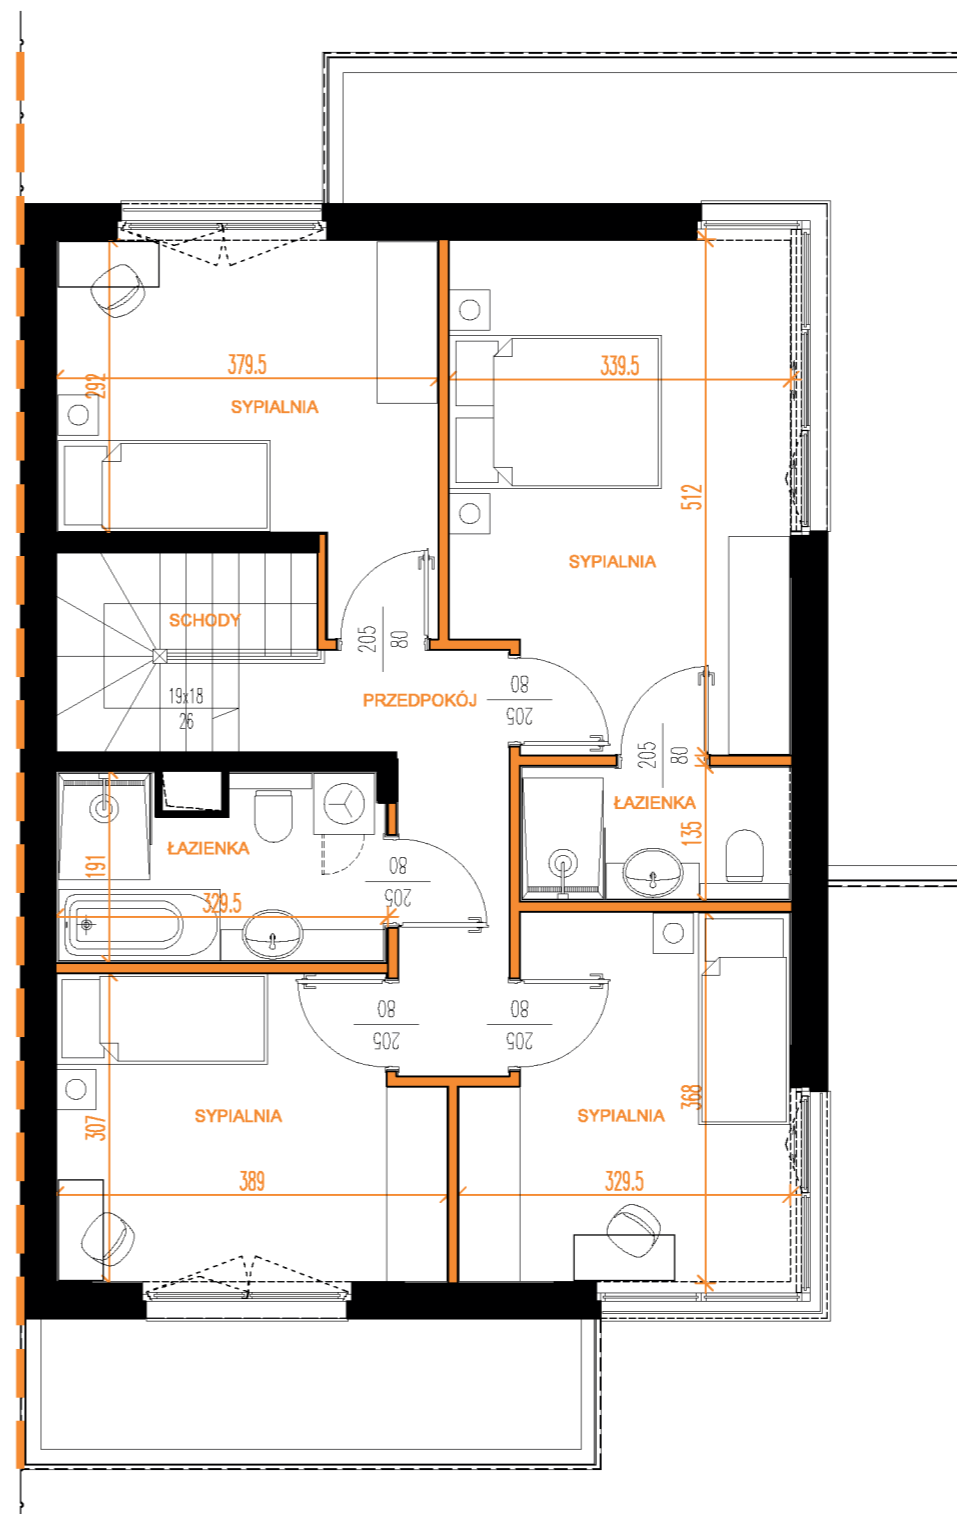 379.5
292
SYPIALNIA
339.5
512
SYPIALNIA
SCHODY
205
80
19x18
26
PRZEDPOKÓJ
80
205
205
80
ŁAZIENKA
135
ŁAZIENKA
191
329.5
80
205
80
205
80
205
SYPIALNIA
307
389
SYPIALNIA
368
329.5